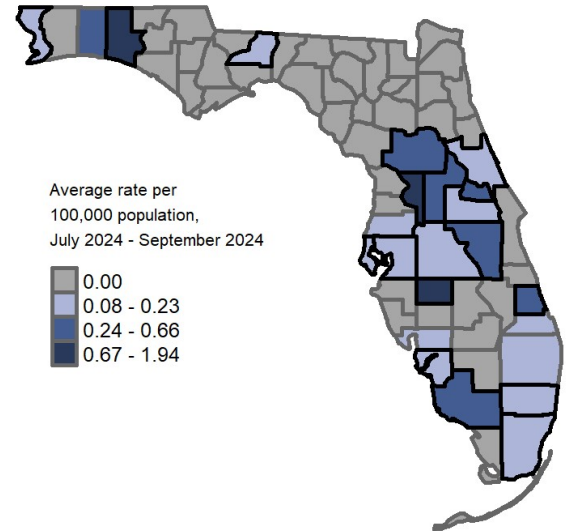 Average rate per
100,000 population,
July 2024 - September 2024
0.00
0.08 - 0.23
0.24 - 0.66
0.67 - 1.94